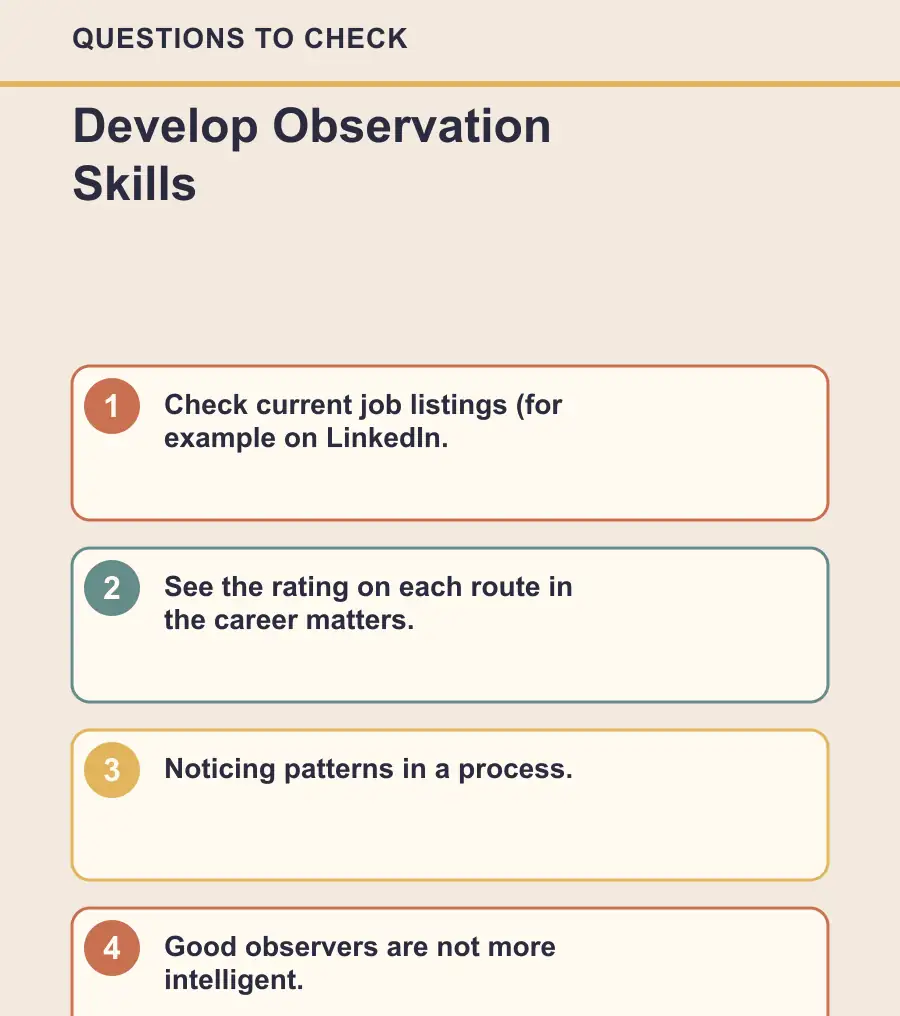 QUESTIONS TO CHECK
Develop Observation
Skills
1
Check current job listings (for
example on LinkedIn.
2
See the rating on each route in
the career matters.
3
Noticing patterns in a process.
4
Good observers are not more
intelligent.